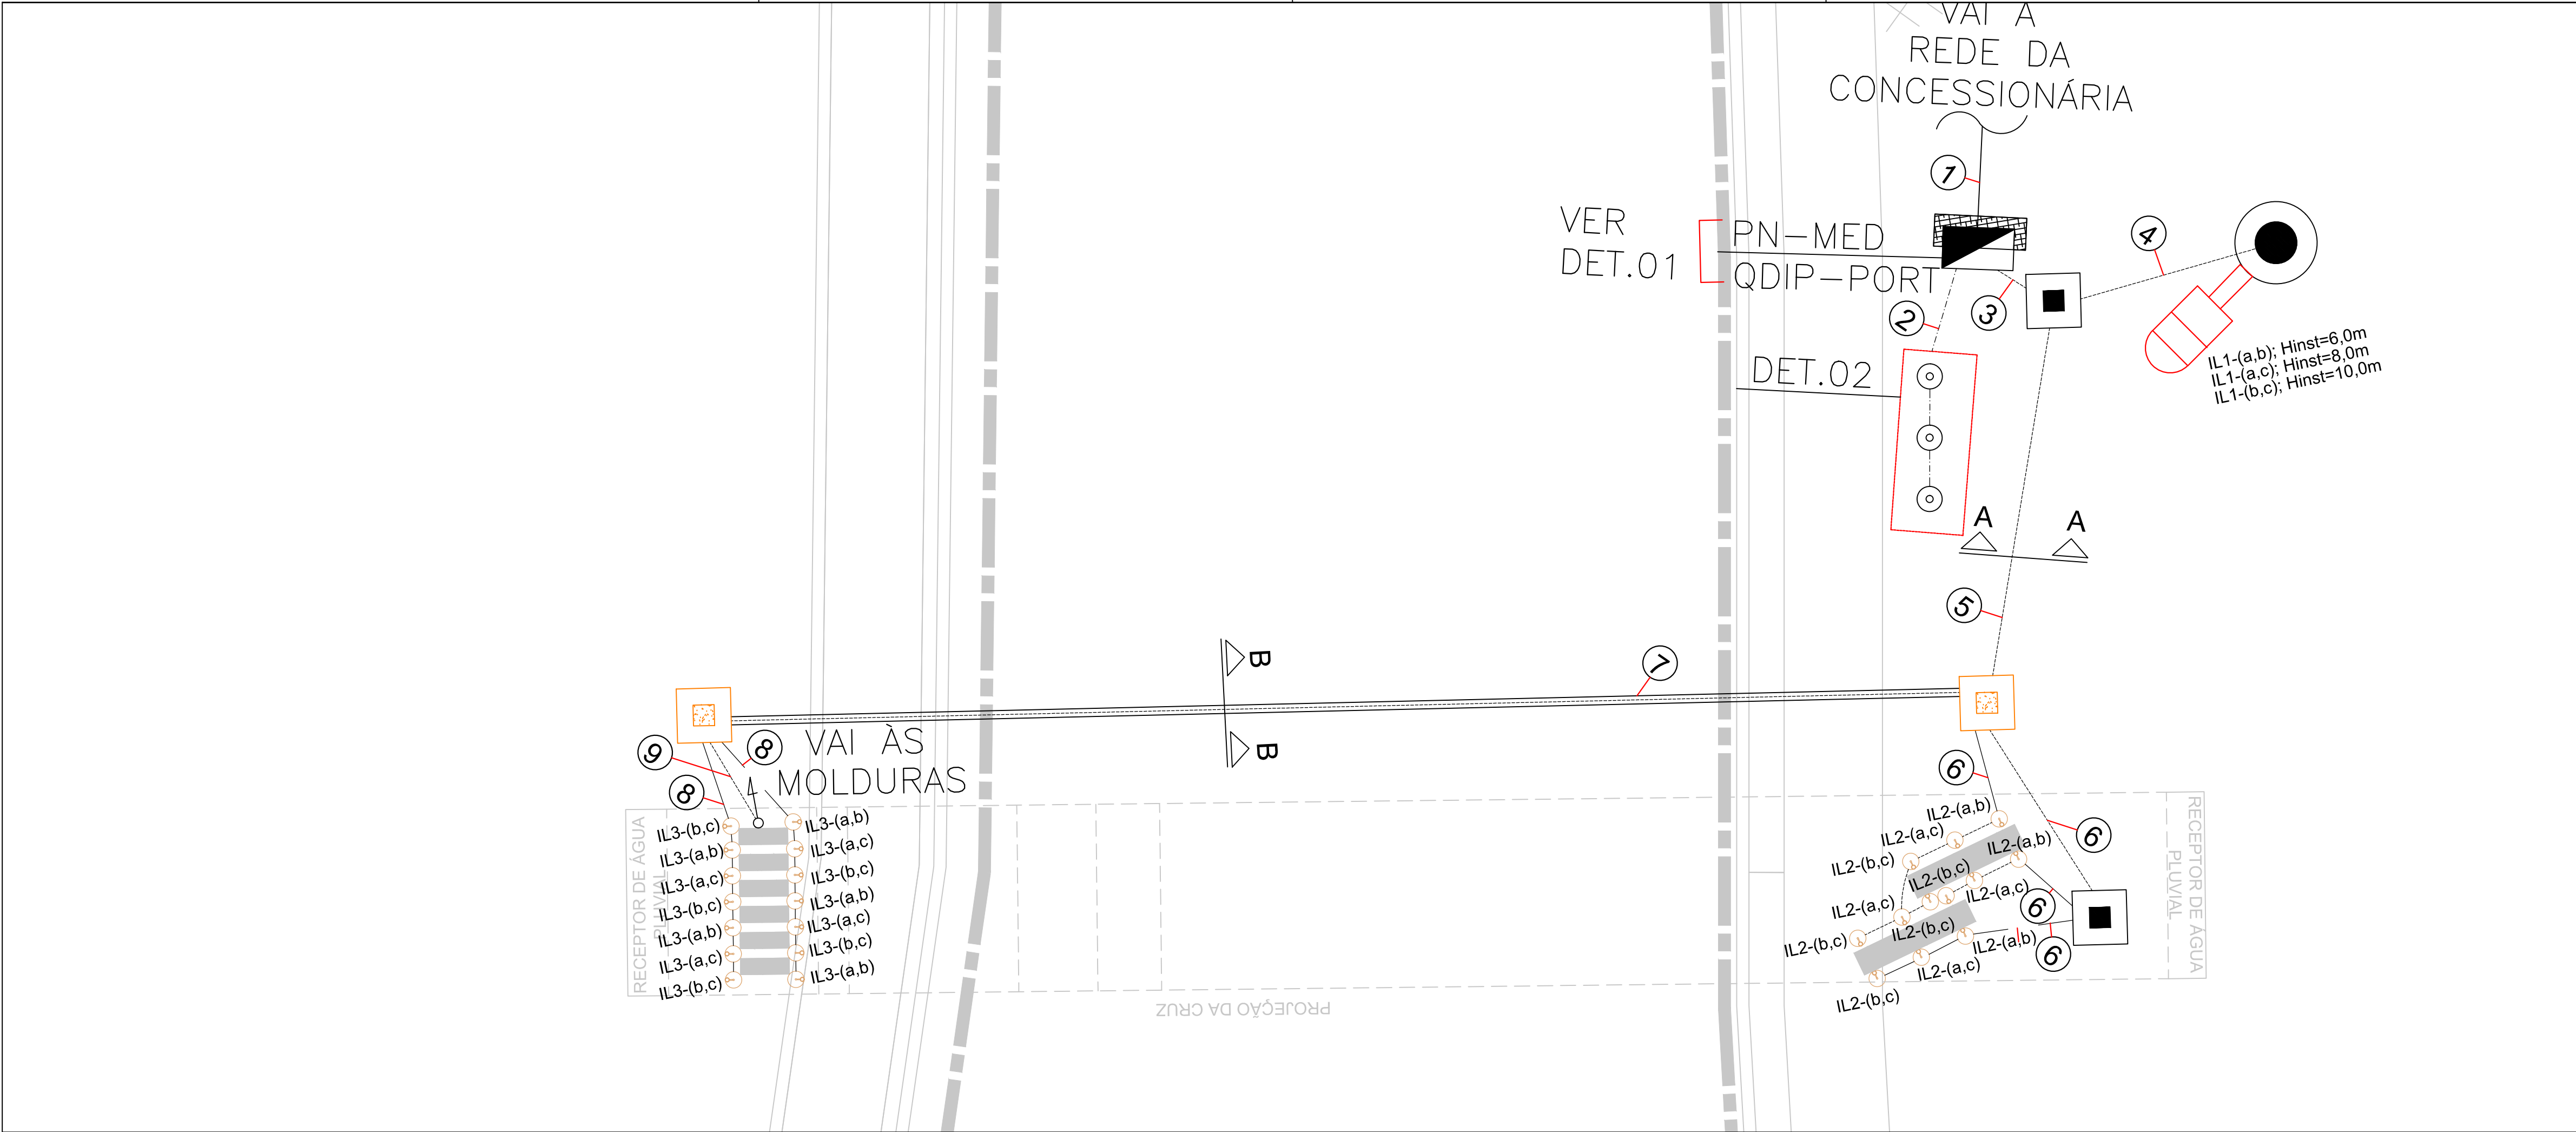 VAI À
REDE DA
CONCESSIONÁRIA
1
VER
DET.01
PN-MED
QDIP-PORT
2
3
4
IL1-(a,b); Hinst=6,0m
IL1-(a,c); Hinst=8,0m
IL1-(b,c); Hinst=10,0m
DET.02
A
A
5
B
B
7
9
8
8
VAI ÀS
MOLDURAS
6
6
6
6
RECEPTOR DE ÁGUA
PLUVIAL
IL3-(b,c)
IL3-(a,b)
IL3-(a,c)
IL3-(b,c)
IL3-(a,b)
IL3-(a,c)
IL3-(b,c)
IL3-(a,b)
IL3-(a,c)
IL3-(b,c)
IL3-(a,b)
IL3-(a,c)
IL3-(b,c)
IL3-(a,b)
PROJEÇÃO DA CRUZ
IL2-(a,b)
IL2-(a,c)
IL2-(b,c)
IL2-(a,b)
IL2-(b,c)
IL2-(a,c)
IL2-(a,c)
IL2-(b,c)
IL2-(b,c)
IL2-(a,b)
IL2-(a,c)
IL2-(b,c)
RECEPTOR DE ÁGUA
PLUVIAL